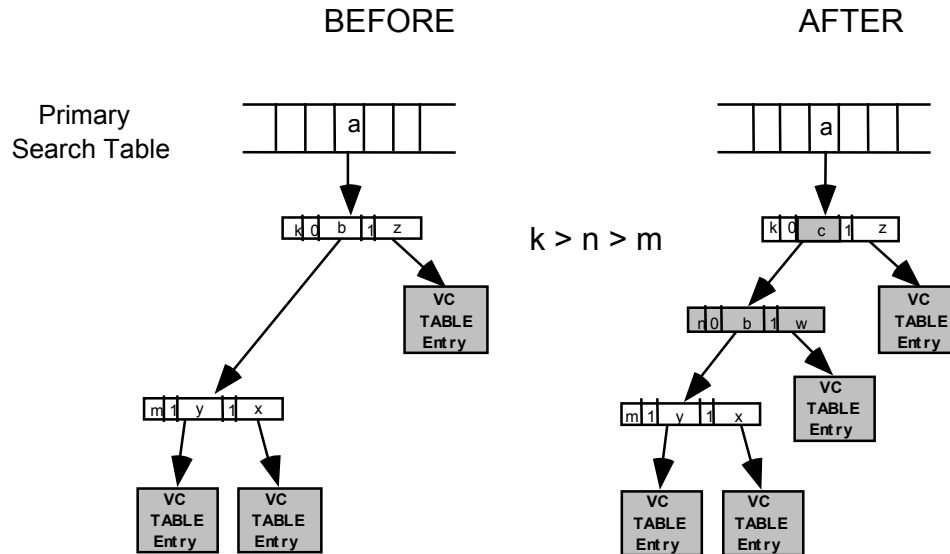 BEFORE
AFTER
Primary
Search Table
a
a
k 0 b 1 z
k > n > m
k 0 c 1 z
VC
TABLE
Entry
n 0 b 1 w
VC
TABLE
Entry
VC
TABLE
Entry
m 1 y 1 x
m 1 y 1 x
VC
TABLE
Entry
VC
TABLE
Entry
VC
TABLE
Entry
VC
TABLE
Entry